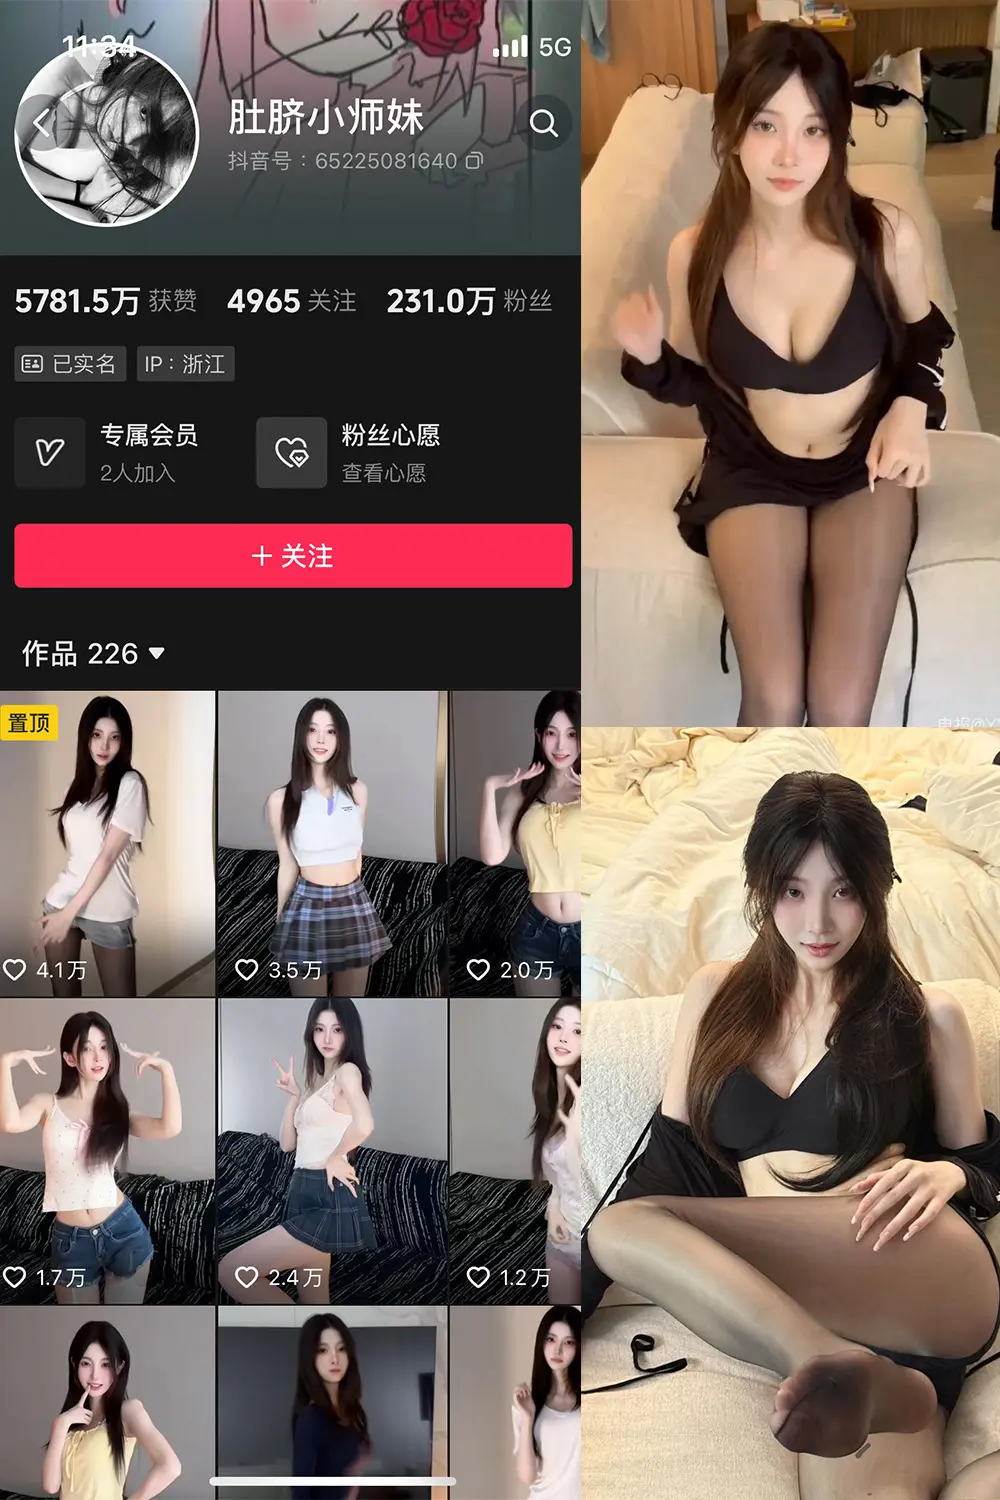 11:34
5G
肚脐小师妹
抖音号：65225081640
5781.5万 获赞 4965 关注 231.0万 粉丝
已实名 IP：浙江
专属会员
2人加入
粉丝心愿
查看心愿
+ 关注
作品 226
置顶
4.1万
3.5万
2.0万
1.7万
2.4万
1.2万